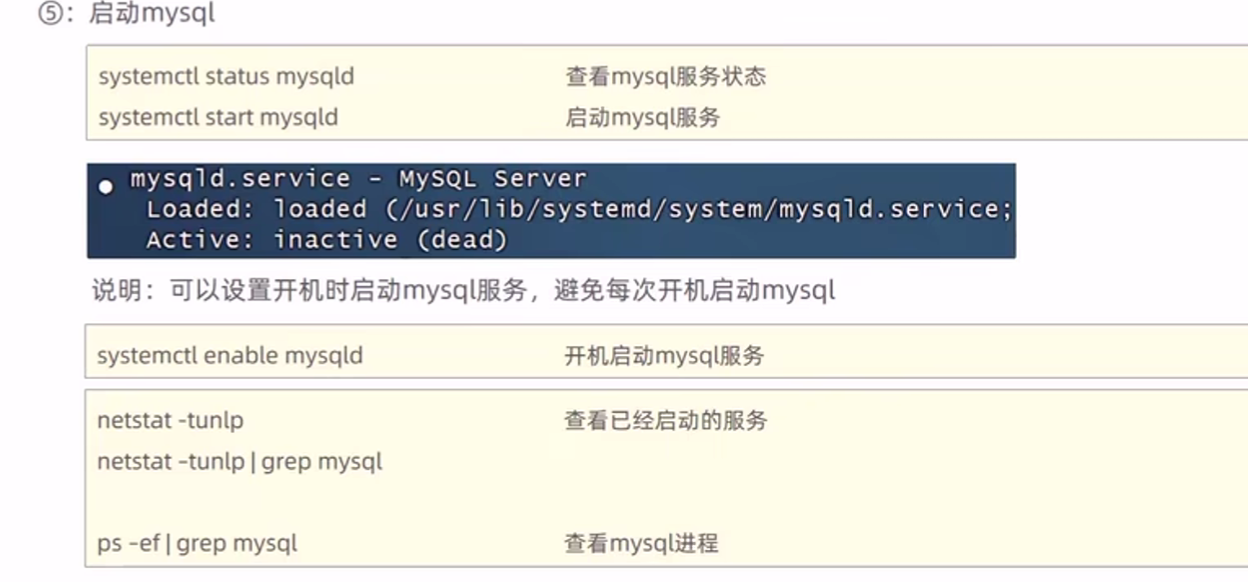 ⑤：启动mysql
systemctl status mysqld 查看mysql服务状态
systemctl start mysqld 启动mysql服务
● mysqld.service - MySQL Server
Loaded: loaded (/usr/lib/systemd/system/mysqld.service;
Active: inactive (dead)
说明：可以设置开机时启动mysql服务，避免每次开机启动mysql
systemctl enable mysqld 开机启动mysql服务
netstat -tunlp 查看已经启动的服务
netstat -tunlp | grep mysql
ps -ef | grep mysql 查看mysql进程